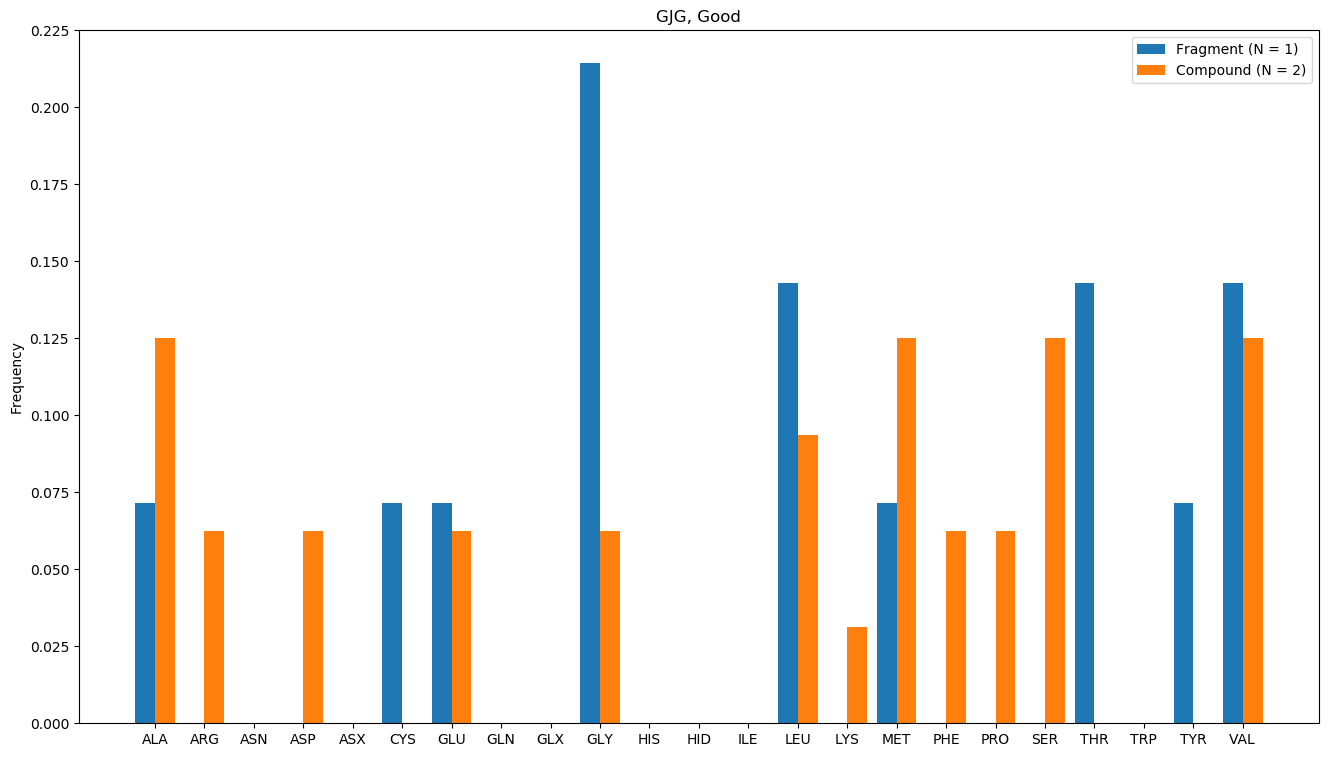 GJG, Good
Fragment (N = 1)
Compound (N = 2)
Frequency
0.225
0.200
0.175
0.150
0.125
0.100
0.075
0.050
0.025
0.000
ALA ARG ASN ASP ASX CYS GLU GLN GLX GLY HIS HID ILE LEU LYS MET PHE PRO SER THR TRP TYR VAL